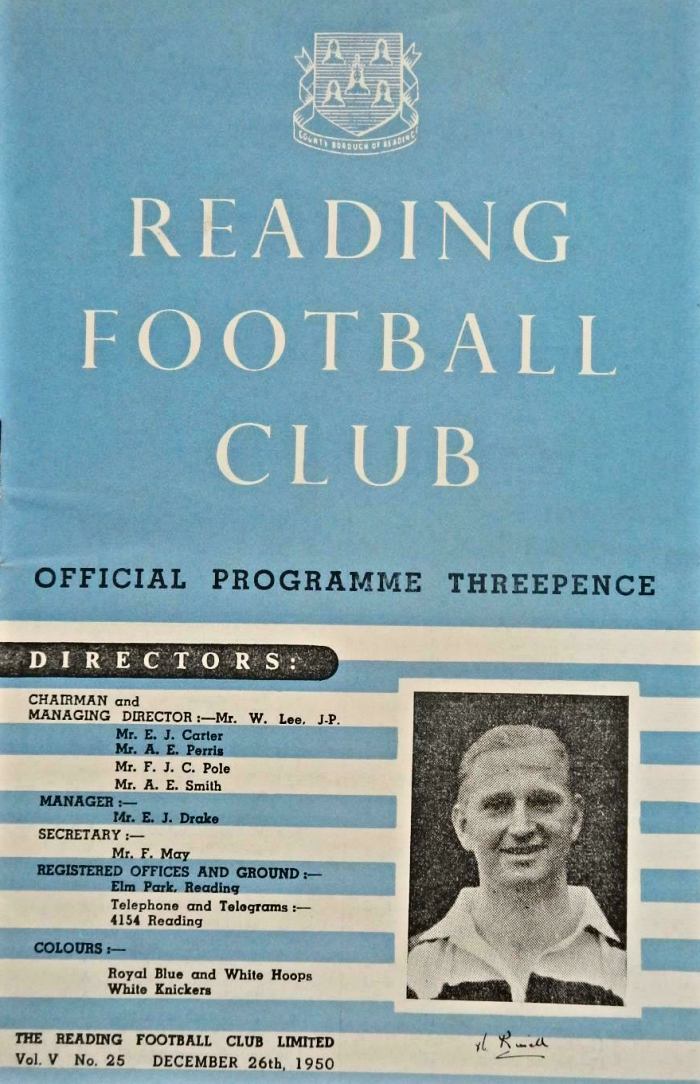 COUNTY BOROUGH OF READING
READING
FOOTBALL
CLUB
OFFICIAL PROGRAMME THREEPENCE
DIRECTORS:
CHAIRMAN and
MANAGING DIRECTOR :—Mr. W. Lee, J-P.
Mr. E. J. Carter
Mr. A. E. Perris
Mr. F. J. C. Pole
Mr. A. E. Smith
MANAGER :—
Mr. E. J. Drake
SECRETARY :—
Mr. F. May
REGISTERED OFFICES AND GROUND :—
Elm Park, Reading
Telephone and Telegrams :—
4154 Reading
COLOURS :—
Royal Blue and White Hoops
White Knickers
THE READING FOOTBALL CLUB LIMITED
Vol. V No. 25 DECEMBER 26th, 1950